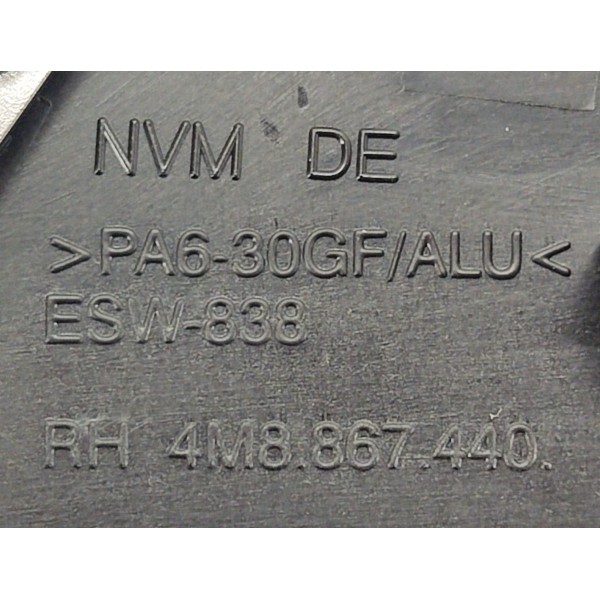 NVM DE
>PA6-30GF/ALU<
ESW-838
RH 4M8.867.440.